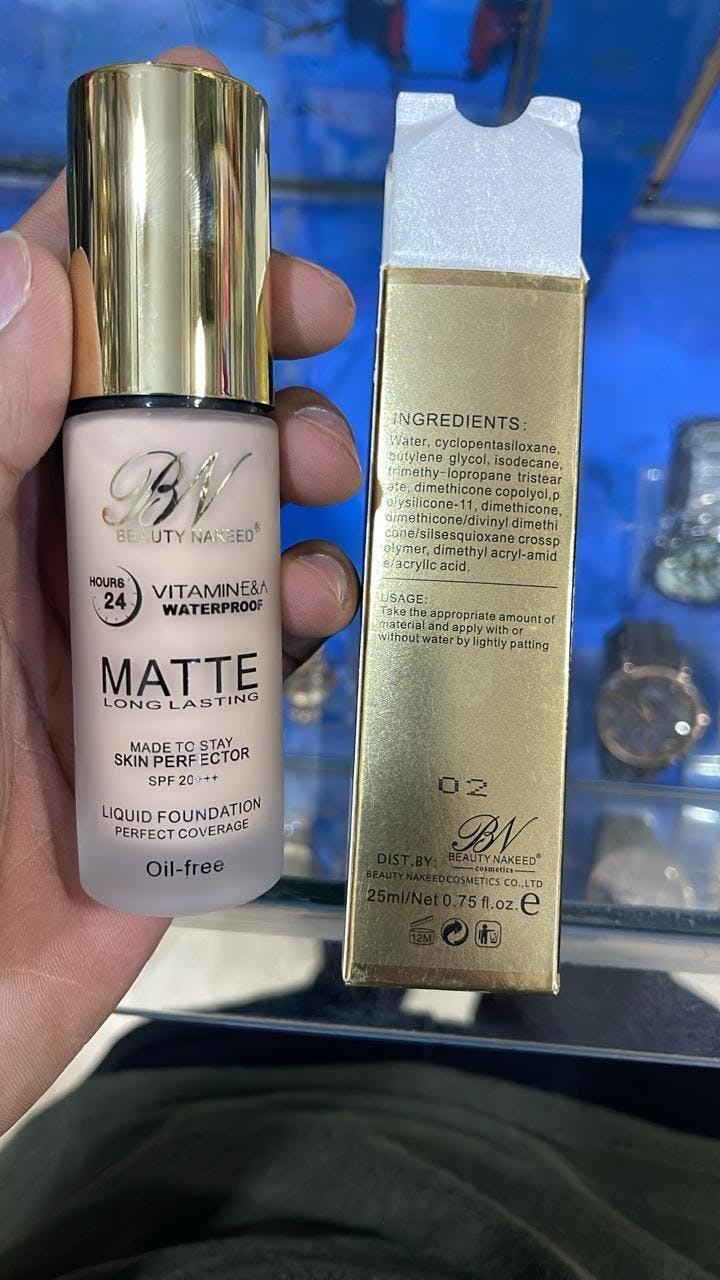 BN
BEAUTY NAKEED®
HOURS
24
VITAMINE&A
WATERPROOF
MATTE
LONG LASTING
MADE TO STAY
SKIN PERFECTOR
SPF 20+++
LIQUID FOUNDATION
PERFECT COVERAGE
Oil-free
INGREDIENTS:
Water, cyclopentasiloxane,
butylene glycol, isodecane,
trimethy-lopropane tristear
ate, dimethicone copolyol,p
olysilicone-11, dimethicone,
dimethicone/divinyl dimethi
cone/silsesquioxane crossp
olymer, dimethyl acryl-amid
e/acryllc acid.
USAGE:
Take the appropriate amount of
material and apply with or
without water by lightly patting
02
BN
DIST,BY: BEAUTY NAKEED®
cosmetics
BEAUTY NAKEED COSMETICS CO.,LTD
25ml/Net 0.75 fl.oz. e
12M